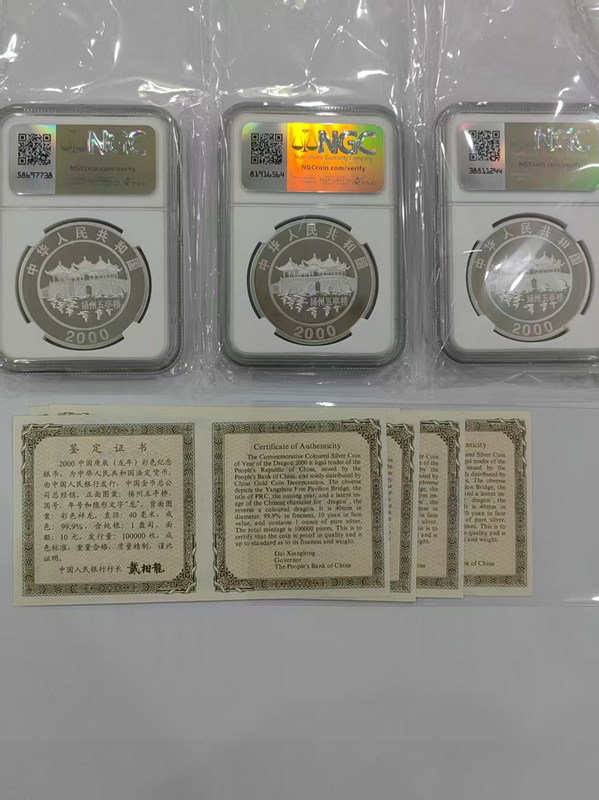 NGC
NGCcoin.com/verify
58697738
NGC
Numismatic Guaranty Company
NGCcoin.com/verify
81916564
NGC
NGCcoin.com/verify
38811244
中华人民共和国
扬州五亭桥
2000
中华人民共和国
扬州五亭桥
2000
中华人民共和国
扬州五亭桥
2000
鉴定证书
2000中国庚辰（龙年）彩色纪念
银币，为中华人民共和国法定货币，
由中国人民银行发行，中国金币总公
司总经销。正面图案：扬州五亭桥、
国号、年号和隐形文字“龙”，背面图
案：彩色祥龙。直径：40毫米，成
色：99.9%，含纯银：1盎司，面
额：10元，发行量：100000枚。成
色标准，重量合格，质量精制，谨此
证明。
中国人民银行行长 戴相龙
Certificate of Authenticity
The Commemorative Coloured Silver Coin
of Year of the Dragon 2000 is legal tender of the
People's Republic of China, issued by the
People's Bank of China, and solely distributed by
China Gold Coin Incorporation. The obverse
depicts the Yangzhou Five Pavilion Bridge, the
title of PRC, the issuing year, and a latent im-
age of the Chinese character for "dragon", the
reverse a coloured dragon. It is 40mm in
diameter, 99.9% in fineness, 10 yuan in face
value, and contains 1 ounce of pure silver.
The total mintage is 100000 pieces. This is to
certify that the coin is proof in quality and is
up to standard as to its fineness and weight.
Dai Xianglong
Governor
The People's Bank of China